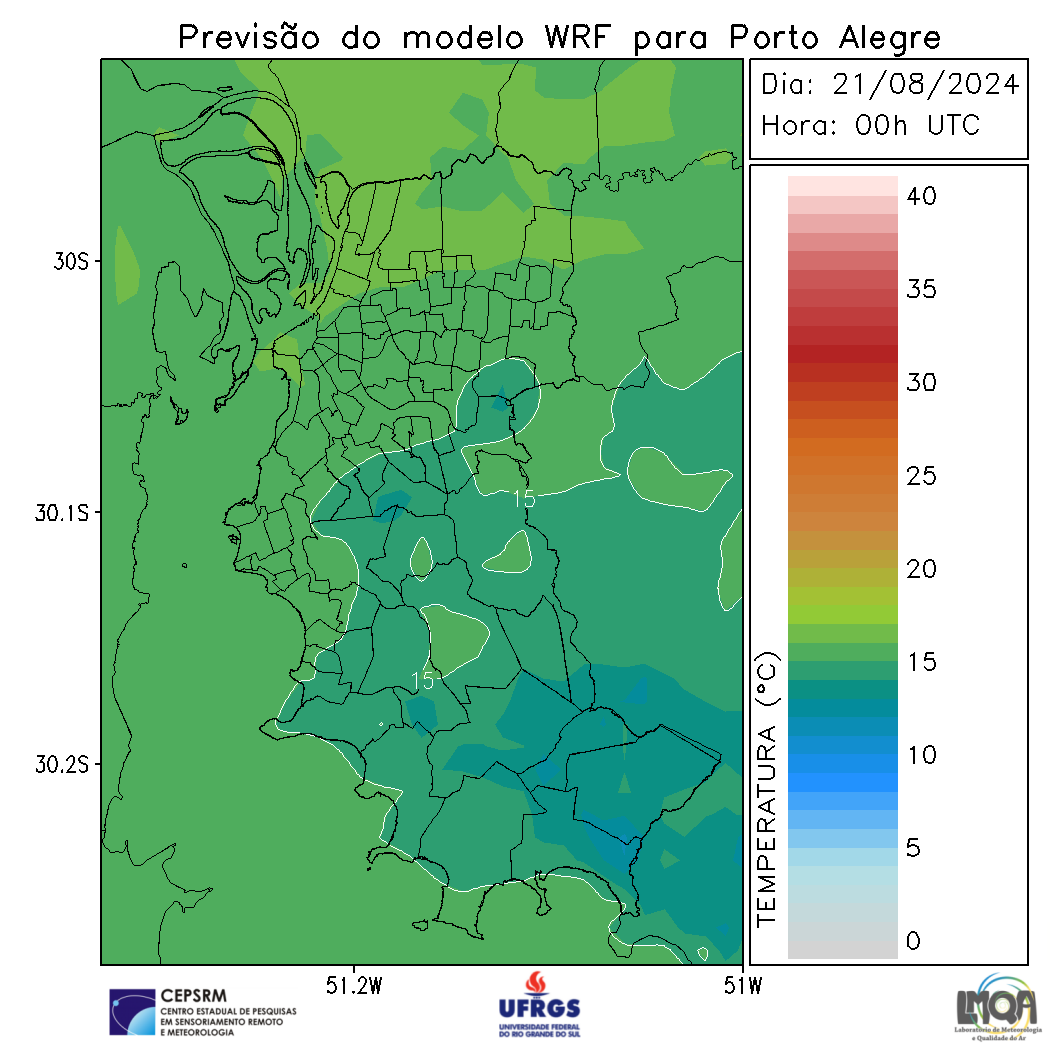 Previsão do modelo WRF para Porto Alegre
Dia: 21/08/2024
Hora: 00h UTC
40
35
30
25
20
15
10
5
0
TEMPERATURA (°C)
30S
30.1S
30.2S
15
15
51.2W
51W
CEPSRM
CENTRO ESTADUAL DE PESQUISAS
EM SENSORIAMENTO REMOTO
E METEOROLOGIA
UFRGS
UNIVERSIDADE FEDERAL
DO RIO GRANDE DO SUL
LMQA
Laboratório de Meteorologia
e Qualidade do Ar